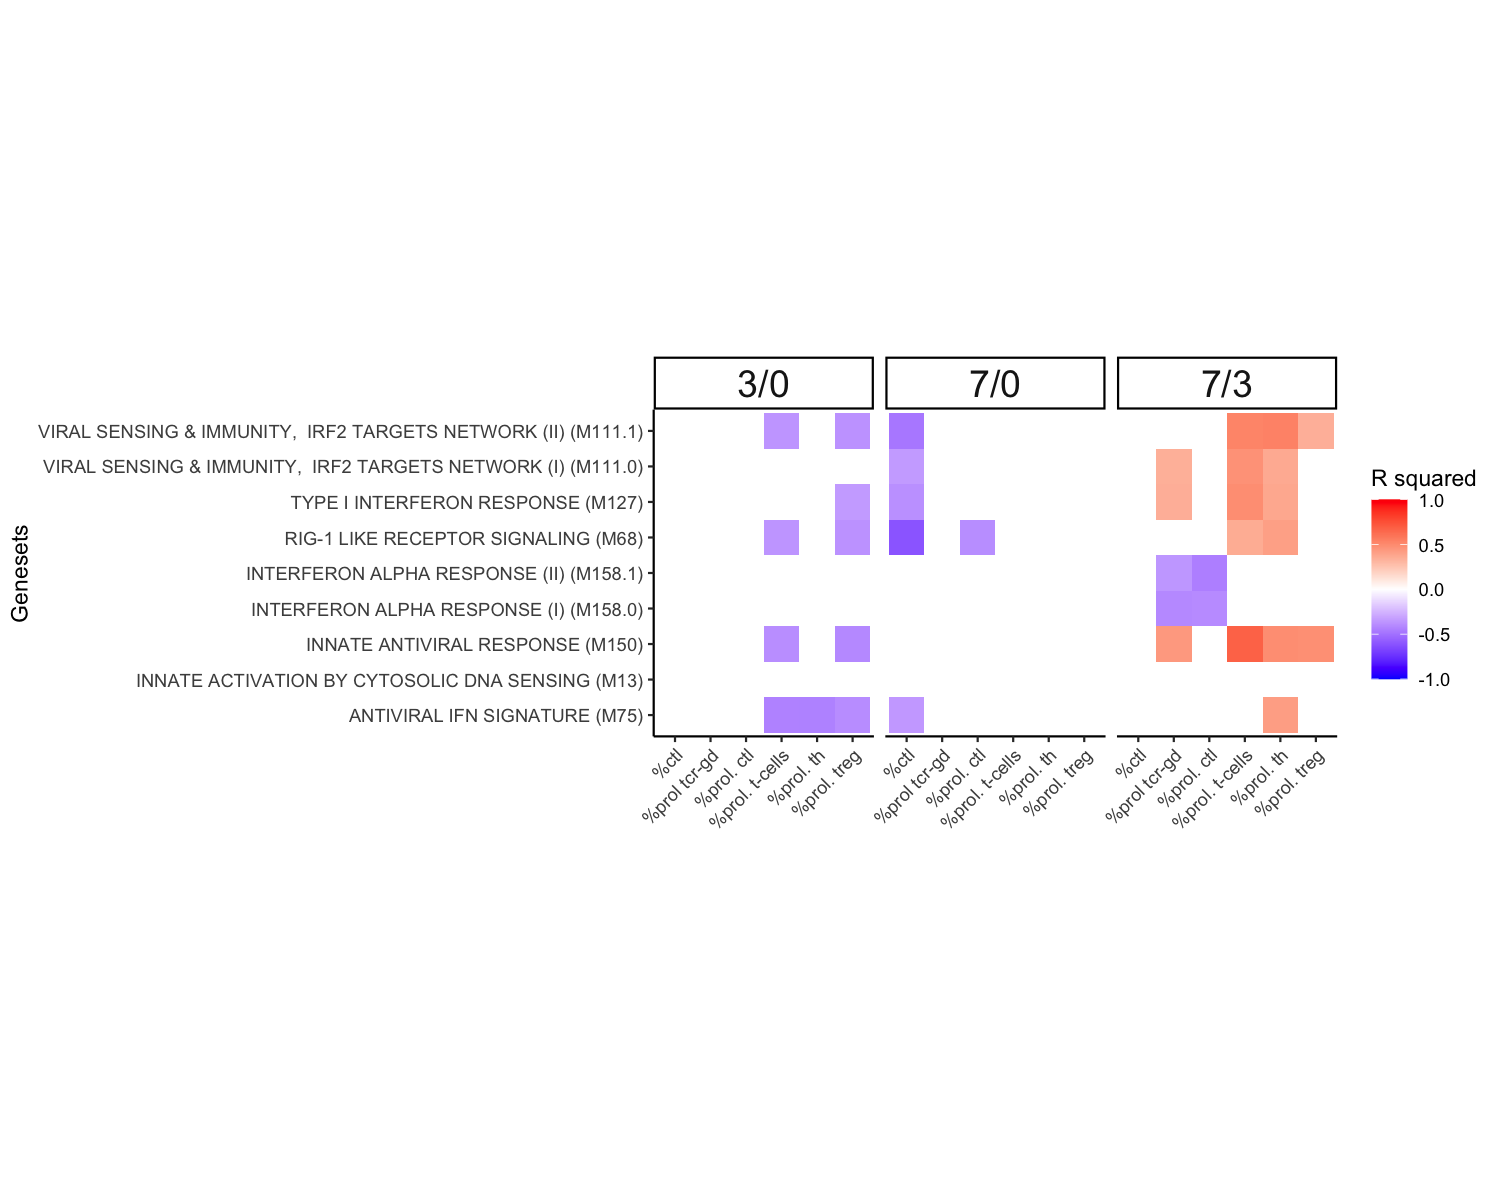 3/0
7/0
7/3
VIRAL SENSING & IMMUNITY,  IRF2 TARGETS NETWORK (II) (M111.1)
VIRAL SENSING & IMMUNITY,  IRF2 TARGETS NETWORK (I) (M111.0)
TYPE I INTERFERON RESPONSE (M127)
RIG-1 LIKE RECEPTOR SIGNALING (M68)
INTERFERON ALPHA RESPONSE (II) (M158.1)
INTERFERON ALPHA RESPONSE (I) (M158.0)
INNATE ANTIVIRAL RESPONSE (M150)
INNATE ACTIVATION BY CYTOSOLIC DNA SENSING (M13)
ANTIVIRAL IFN SIGNATURE (M75)
Genesets
%ctl
%prol tcr-gd
%prol. ctl
%prol. t-cells
%prol. th
%prol. treg
%ctl
%prol tcr-gd
%prol. ctl
%prol. t-cells
%prol. th
%prol. treg
%ctl
%prol tcr-gd
%prol. ctl
%prol. t-cells
%prol. th
%prol. treg
R squared
1.0
0.5
0.0
-0.5
-1.0